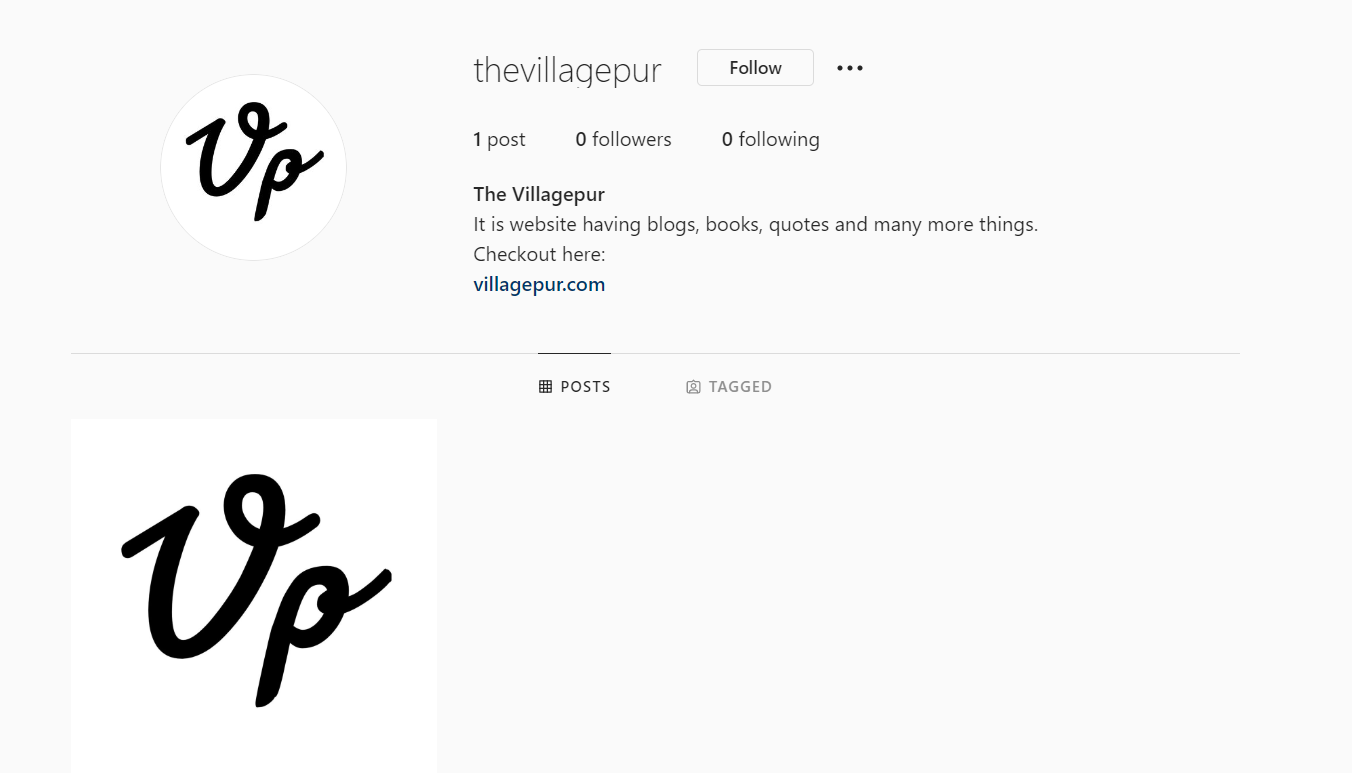 Vp
thevillagepur Follow
1 post 0 followers 0 following
The Villagepur
It is website having blogs, books, quotes and many more things.
Checkout here:
villagepur.com
POSTS TAGGED
Vp